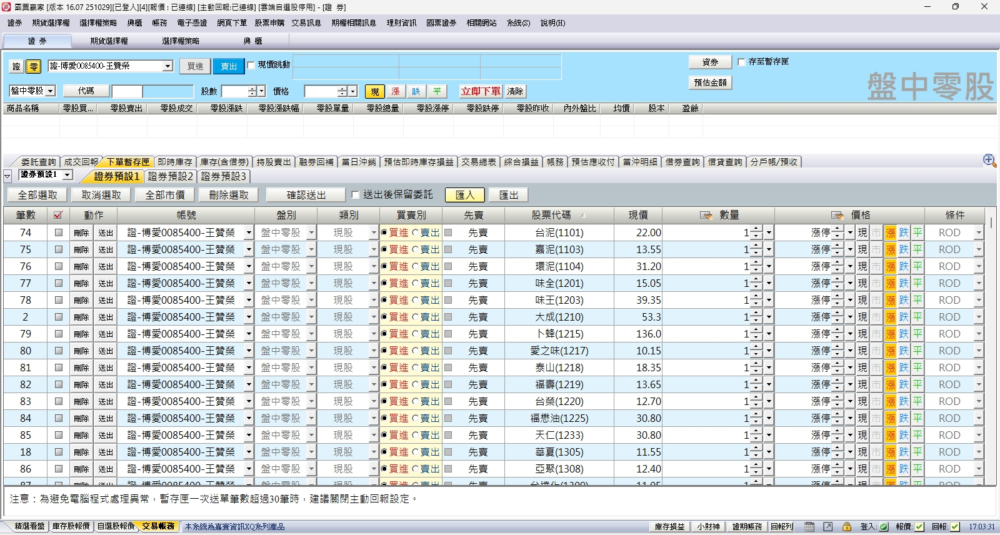 國票贏家 [版本 16.07 251029][已登入][4][報價 : 已連線] [主動回報:已連線] [雲端自選股停用] - [證 券]
證券 期貨選擇權 選擇權策略 興櫃 帳務 電子憑證 網頁下單 股票申購 交易訊息 期權相關訊息 理財資訊 國票證券 相關網站 系統(S) 說明(H)
證 券 期貨選擇權 選擇權策略 興 櫃
證 零 證-博愛0085400-王贊榮 買進 賣出 現價跳動 資券 存至暫存匣
預估金額 盤中零股
盤中零股 代碼 股數 價格 現 漲 跌 平 立即下單 清除
商品名稱 零股買... 零股賣出 零股成交 零股漲跌 零股漲跌幅 零股單量 零股總量 零股漲停 零股跌停 零股昨收 內外盤比 均價 股本 盈餘
委託查詢 成交回報 下單暫存匣 即時庫存 庫存(含借券) 持股賣出 融券回補 當日沖銷 預估即時庫存損益 交易總表 綜合損益 帳務 預估應收付 當沖明細 借券查詢 借貸查詢 分戶帳/預收
證券預設1 證券預設1 證券預設2 證券預設3
全部選取 取消選取 全部市價 刪除選取 確認送出 送出後保留委託 匯入 匯出
筆數 動作 帳號 盤別 類別 買賣別 先賣 股票代碼 現價 數量 價格 條件
74 刪除 送出 證-博愛0085400-王贊榮 盤中零股 現股 買進 賣出 先賣 台泥(1101) 22.00 1 漲停 現 市 漲 跌 平 ROD
75 刪除 送出 證-博愛0085400-王贊榮 盤中零股 現股 買進 賣出 先賣 嘉泥(1103) 13.55 1 漲停 現 市 漲 跌 平 ROD
76 刪除 送出 證-博愛0085400-王贊榮 盤中零股 現股 買進 賣出 先賣 環泥(1104) 31.20 1 漲停 現 市 漲 跌 平 ROD
77 刪除 送出 證-博愛0085400-王贊榮 盤中零股 現股 買進 賣出 先賣 味全(1201) 15.05 1 漲停 現 市 漲 跌 平 ROD
78 刪除 送出 證-博愛0085400-王贊榮 盤中零股 現股 買進 賣出 先賣 味王(1203) 39.35 1 漲停 現 市 漲 跌 平 ROD
2 刪除 送出 證-博愛0085400-王贊榮 盤中零股 現股 買進 賣出 先賣 大成(1210) 53.3 1 漲停 現 市 漲 跌 平 ROD
79 刪除 送出 證-博愛0085400-王贊榮 盤中零股 現股 買進 賣出 先賣 卜蜂(1215) 136.0 1 漲停 現 市 漲 跌 平 ROD
80 刪除 送出 證-博愛0085400-王贊榮 盤中零股 現股 買進 賣出 先賣 愛之味(1217) 10.15 1 漲停 現 市 漲 跌 平 ROD
81 刪除 送出 證-博愛0085400-王贊榮 盤中零股 現股 買進 賣出 先賣 泰山(1218) 18.35 1 漲停 現 市 漲 跌 平 ROD
82 刪除 送出 證-博愛0085400-王贊榮 盤中零股 現股 買進 賣出 先賣 福壽(1219) 13.65 1 漲停 現 市 漲 跌 平 ROD
83 刪除 送出 證-博愛0085400-王贊榮 盤中零股 現股 買進 賣出 先賣 台榮(1220) 12.70 1 漲停 現 市 漲 跌 平 ROD
84 刪除 送出 證-博愛0085400-王贊榮 盤中零股 現股 買進 賣出 先賣 福懋油(1225) 30.80 1 漲停 現 市 漲 跌 平 ROD
85 刪除 送出 證-博愛0085400-王贊榮 盤中零股 現股 買進 賣出 先賣 天仁(1233) 30.80 1 漲停 現 市 漲 跌 平 ROD
18 刪除 送出 證-博愛0085400-王贊榮 盤中零股 現股 買進 賣出 先賣 華夏(1305) 11.55 1 漲停 現 市 漲 跌 平 ROD
86 刪除 送出 證-博愛0085400-王贊榮 盤中零股 現股 買進 賣出 先賣 亞聚(1308) 12.40 1 漲停 現 市 漲 跌 平 ROD
注意：為避免電腦程式處理異常，暫存匣一次送單筆數超過30筆時，建議關閉主動回報設定。
精選看盤 庫存股報價 自選股報價 交易帳務 本系統為嘉實資訊XQ系列產品 庫存損益 小財神 證期帳務 回報列 登入: 報價: 回報: 17:03:31